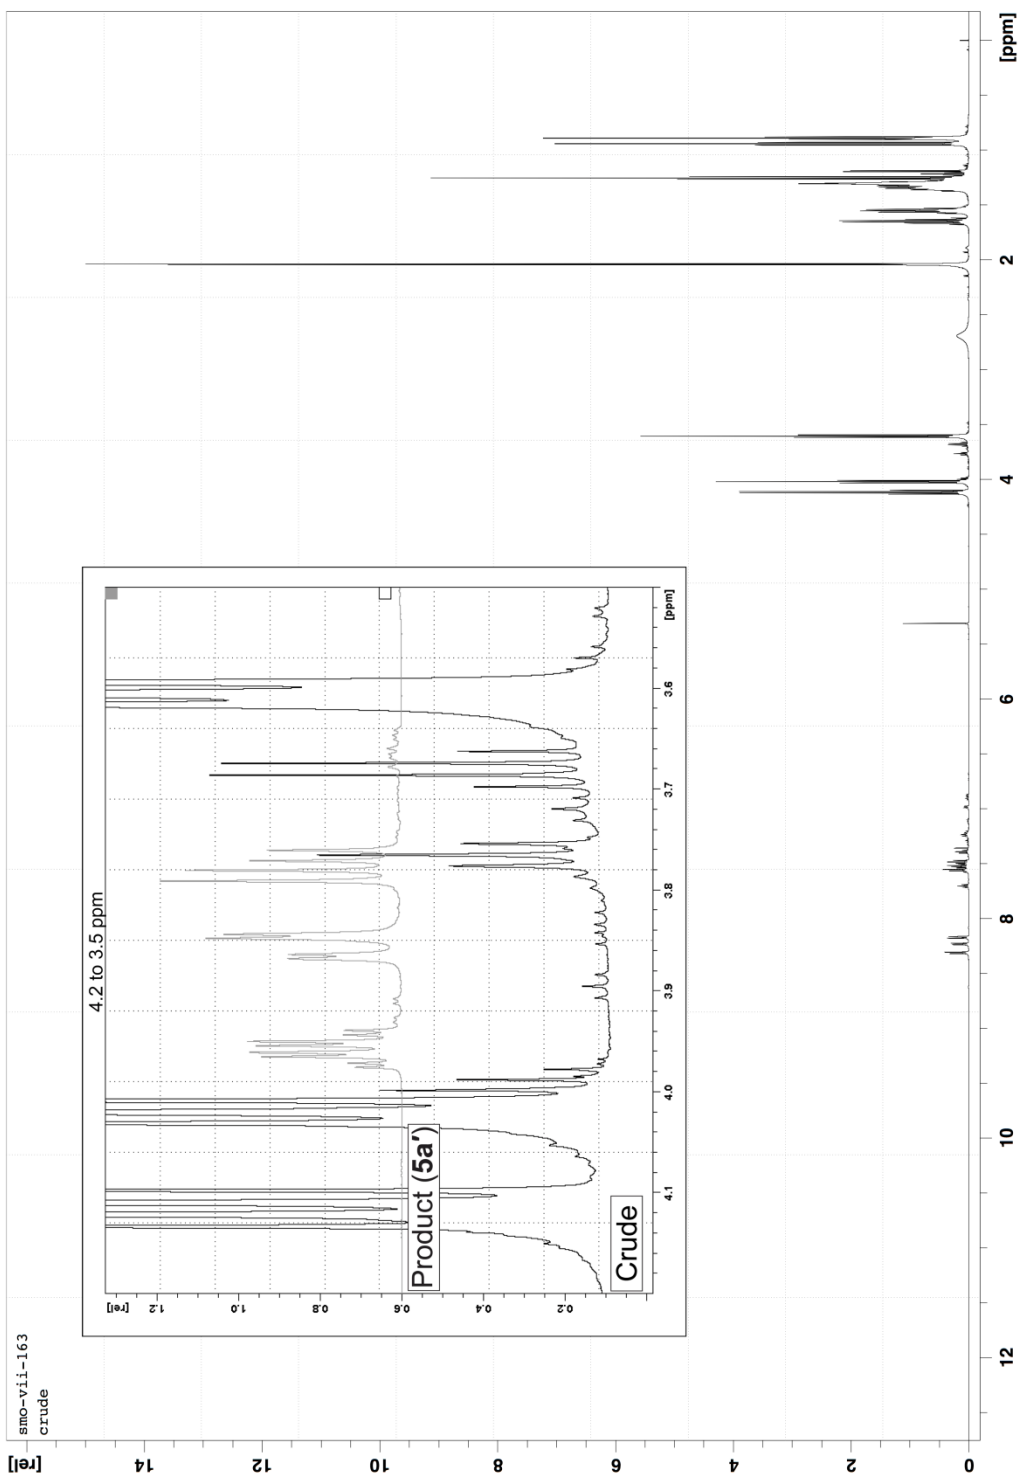 smo-vii-163
crude
[rel]
14
12
10
8
6
4
2
0
4.2 to 3.5 ppm
[rel]
1.2
1.0
0.8
0.6
0.4
0.2
Product (5a′)
Crude
4.1 4.0 3.9 3.8 3.7 3.6 [ppm]
12 10 8 6 4 2 [ppm]